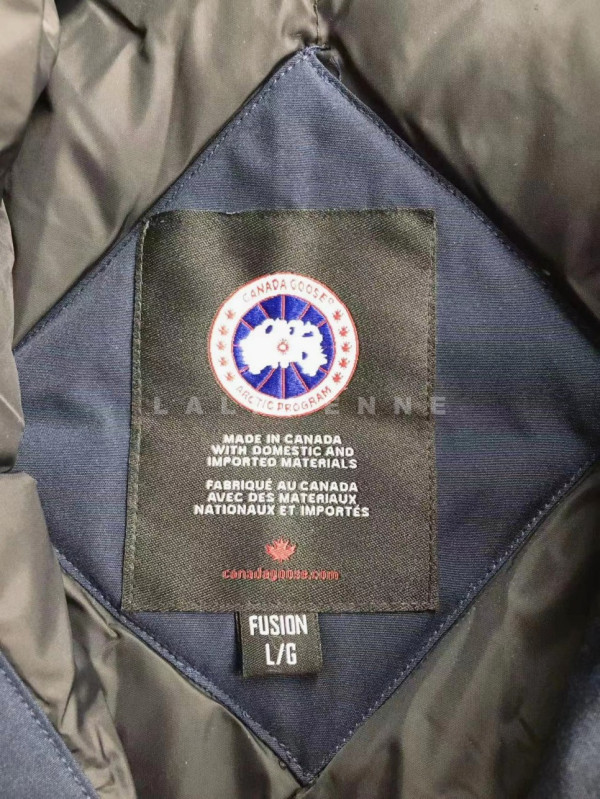 CANADA GOOSE®
ARCTIC PROGRAM
MADE IN CANADA
WITH DOMESTIC AND
IMPORTED MATERIALS
FABRIQUÉ AU CANADA
AVEC DES MATERIAUX
NATIONAUX ET IMPORTÉS
canadagoose.com
FUSION
L/G